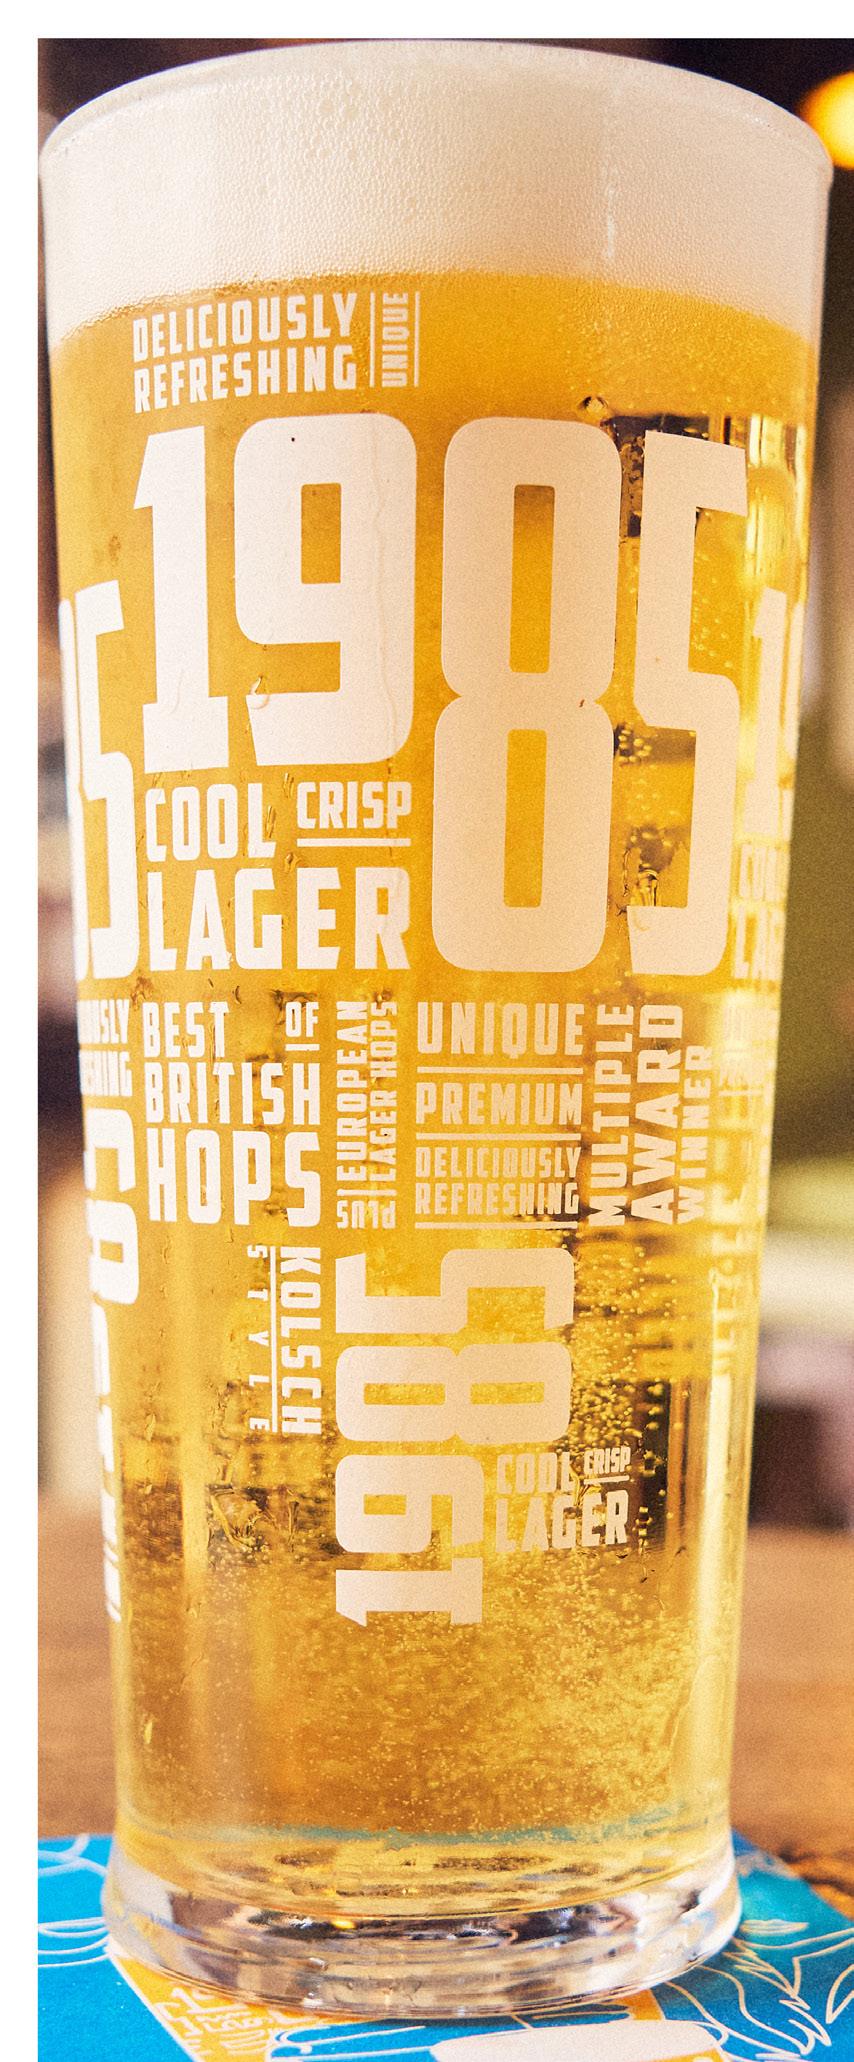 DELICIOUSLY
REFRESHING
UNIQUE
1985
85
COOL CRISP
LAGER
BEST OF
BRITISH
HOPS
PLUS EUROPEAN
LAGER HOPS
UNIQUE
PREMIUM
DELICIOUSLY
REFRESHING
MULTIPLE
AWARD
WINNER
KOLSCH
STYLE
1985
COOL CRISP
LAGER